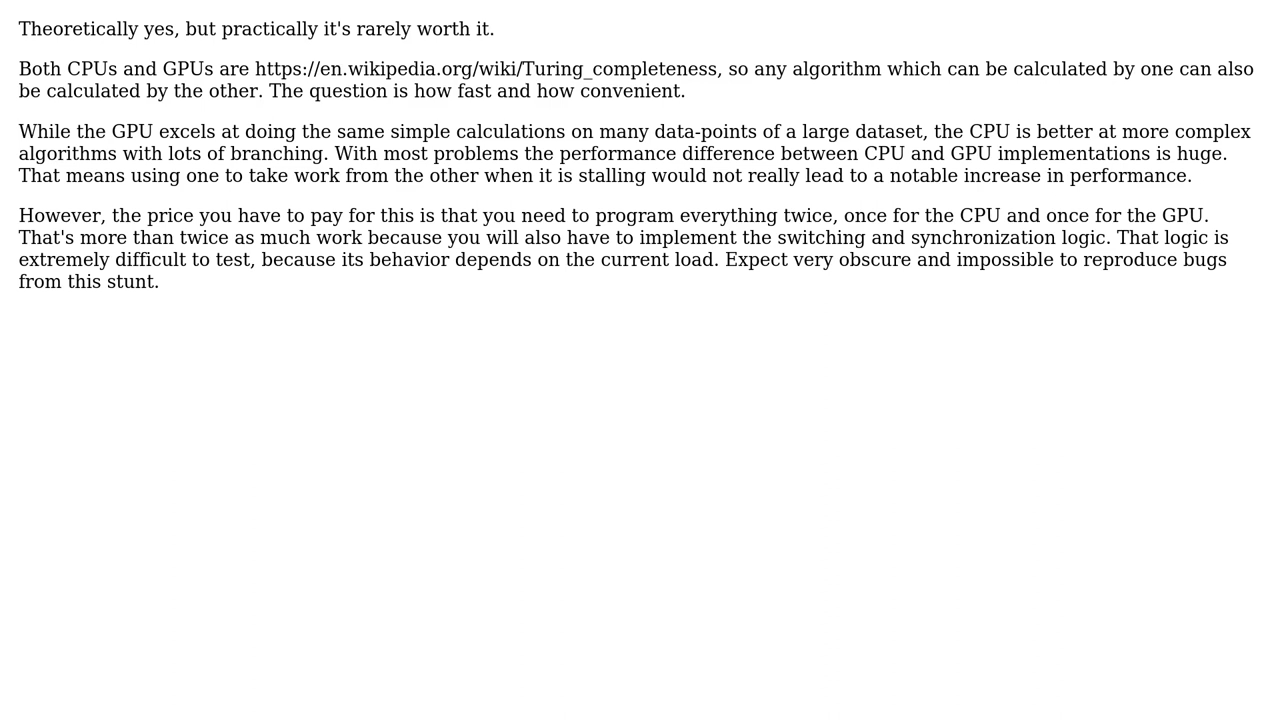 Theoretically yes, but practically it's rarely worth it.
Both CPUs and GPUs are https://en.wikipedia.org/wiki/Turing_completeness, so any algorithm which can be calculated by one can also
be calculated by the other. The question is how fast and how convenient.
While the GPU excels at doing the same simple calculations on many data-points of a large dataset, the CPU is better at more complex
algorithms with lots of branching. With most problems the performance difference between CPU and GPU implementations is huge.
That means using one to take work from the other when it is stalling would not really lead to a notable increase in performance.
However, the price you have to pay for this is that you need to program everything twice, once for the CPU and once for the GPU.
That's more than twice as much work because you will also have to implement the switching and synchronization logic. That logic is
extremely difficult to test, because its behavior depends on the current load. Expect very obscure and impossible to reproduce bugs
from this stunt.